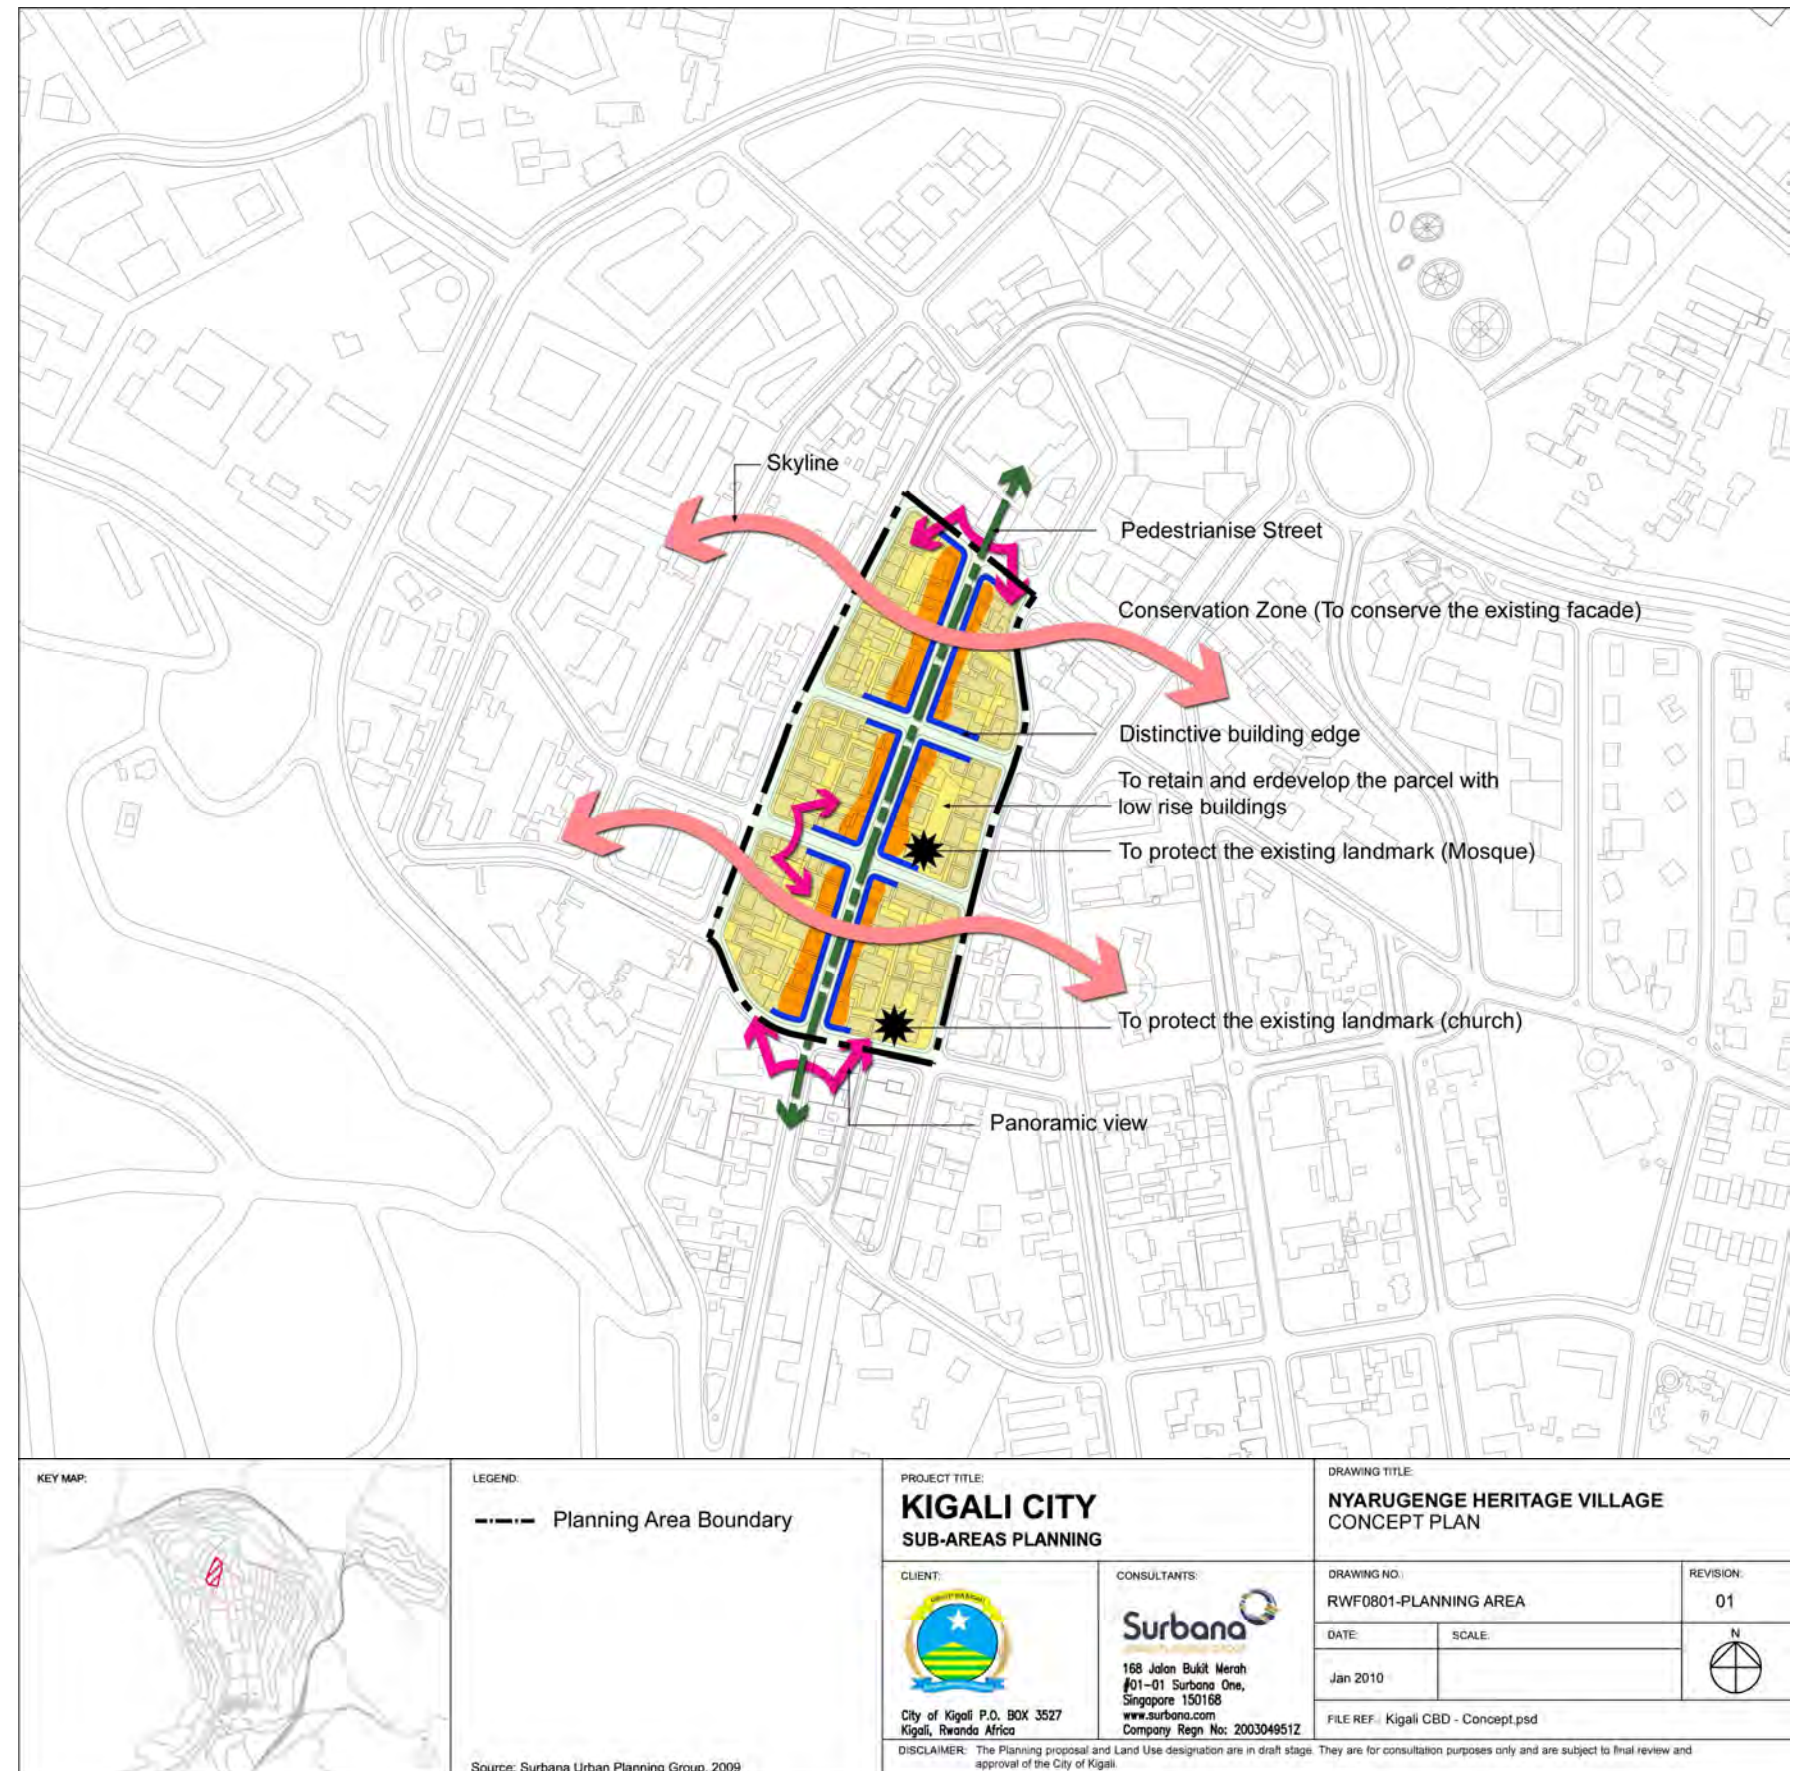 Skyline
Pedestrianise Street
Conservation Zone (To conserve the existing facade)
Distinctive building edge
To retain and erdevelop the parcel with
low rise buildings
To protect the existing landmark (Mosque)
To protect the existing landmark (church)
Panoramic view
KEY MAP:
LEGEND:
Planning Area Boundary
Source: Surbana Urban Planning Group, 2009
PROJECT TITLE:
KIGALI CITY
SUB-AREAS PLANNING
CLIENT:
City of Kigali P.O. BOX 3527
Kigali, Rwanda Africa
CONSULTANTS:
Surbana
168 Jalan Bukit Merah
#01-01 Surbana One,
Singapore 150168
www.surbana.com
Company Regn No: 200304951Z
DRAWING TITLE:
NYARUGENGE HERITAGE VILLAGE
CONCEPT PLAN
DRAWING NO.:
RWF0801-PLANNING AREA
REVISION:
01
DATE:
Jan 2010
SCALE:
N
FILE REF.: Kigali CBD - Concept.psd
DISCLAIMER: The Planning proposal and Land Use designation are in draft stage. They are for consultation purposes only and are subject to final review and
approval of the City of Kigali.